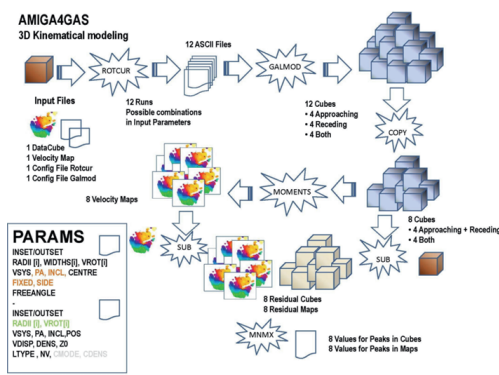 AMIGA4GAS
3D Kinematical modeling
12 ASCII Files
ROTCUR
GALMOD
Input Files
1 DataCube
1 Velocity Map
1 Config File Rotcur
1 Config File Galmod
12 Runs
Possible combinations
in Input Parameters
12 Cubes
• 4 Approaching
• 4 Receding
• 4 Both
COPY
8 Velocity Maps
MOMENTS
8 Cubes
• 4 Approaching + Receding
• 4 Both
SUB
SUB
8 Residual Cubes
8 Residual Maps
MNMX
8 Values for Peaks in Cubes
8 Values for Peaks in Maps
PARAMS
INSET/OUTSET
RADII [i], WIDTHS[i], VROT[i]
VSYS, PA, INCL, CENTRE
FIXED, SIDE
FREEANGLE
-
INSET/OUTSET
RADII [i], VROT[i]
VSYS, PA, INCL,POS
VDISP, DENS, Z0
LTYPE , NV, CMODE, CDENS